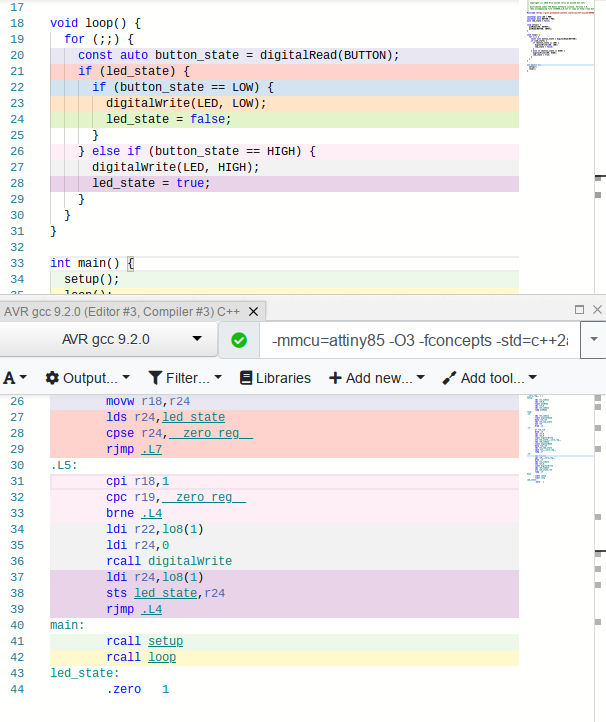 17
18 void loop() {
19 for (;;) {
20 const auto button_state = digitalRead(BUTTON);
21 if (led_state) {
22 if (button_state == LOW) {
23 digitalWrite(LED, LOW);
24 led_state = false;
25 }
26 } else if (button_state == HIGH) {
27 digitalWrite(LED, HIGH);
28 led_state = true;
29 }
30 }
31 }
32
33 int main() {
34 setup();
AVR gcc 9.2.0 (Editor #3, Compiler #3) C++ X
AVR gcc 9.2.0 -mmcu=attiny85 -O3 -fconcepts -std=c++2a
A Output... Filter... Libraries + Add new... Add tool...
26 movw r18,r24
27 lds r24,led_state
28 cpse r24,__zero_reg__
29 rjmp .L7
30 .L5:
31 cpi r18,1
32 cpc r19,__zero_reg__
33 brne .L4
34 ldi r22,lo8(1)
35 ldi r24,0
36 rcall digitalWrite
37 ldi r24,lo8(1)
38 sts led_state,r24
39 rjmp .L4
40 main:
41 rcall setup
42 rcall loop
43 led_state:
44 .zero 1